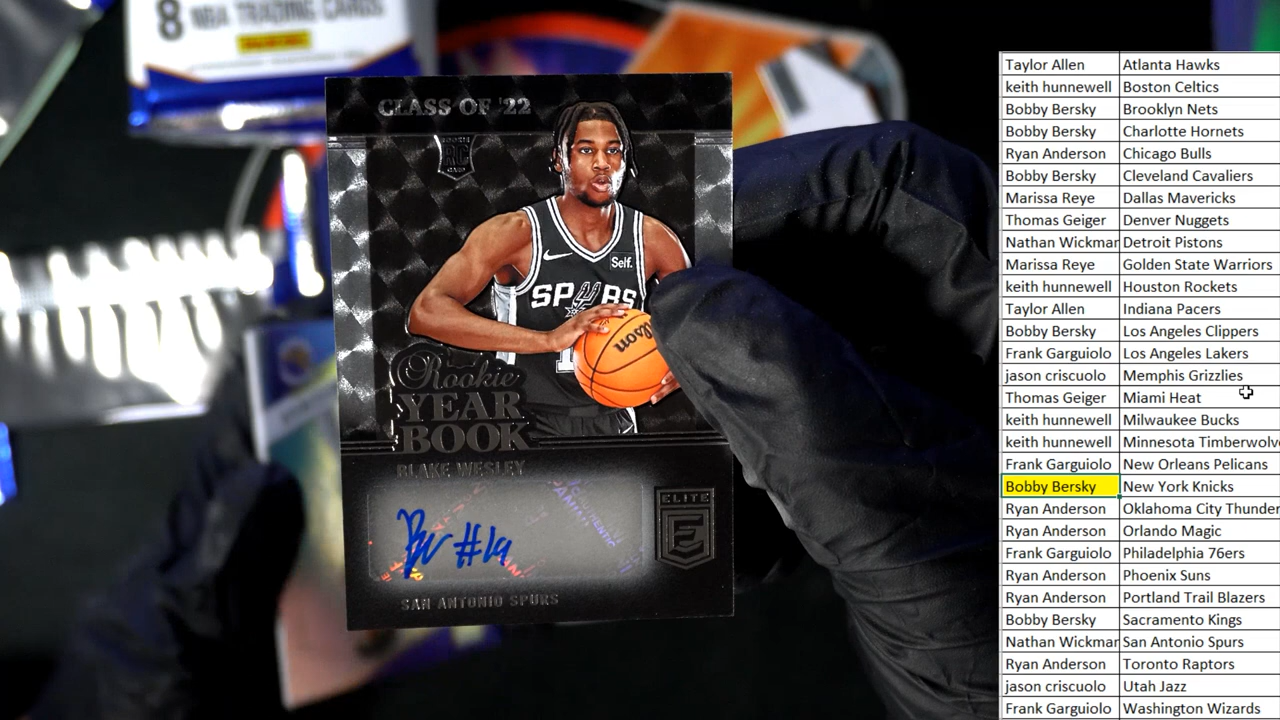 8 NBA TRADING CARDS
CLASS OF '22
ROOKIE
RC
CARD
Self.
SPURS
Wilson
Rookie
YEAR
BOOK
BLAKE WESLEY
ELITE
E
#19
SAN ANTONIO SPURS
Taylor Allen Atlanta Hawks
keith hunnewell Boston Celtics
Bobby Bersky Brooklyn Nets
Bobby Bersky Charlotte Hornets
Ryan Anderson Chicago Bulls
Bobby Bersky Cleveland Cavaliers
Marissa Reye Dallas Mavericks
Thomas Geiger Denver Nuggets
Nathan Wickmar Detroit Pistons
Marissa Reye Golden State Warriors
keith hunnewell Houston Rockets
Taylor Allen Indiana Pacers
Bobby Bersky Los Angeles Clippers
Frank Garguiolo Los Angeles Lakers
jason criscuolo Memphis Grizzlies
Thomas Geiger Miami Heat
keith hunnewell Milwaukee Bucks
keith hunnewell Minnesota Timberwolv
Frank Garguiolo New Orleans Pelicans
Bobby Bersky New York Knicks
Ryan Anderson Oklahoma City Thunder
Ryan Anderson Orlando Magic
Frank Garguiolo Philadelphia 76ers
Ryan Anderson Phoenix Suns
Ryan Anderson Portland Trail Blazers
Bobby Bersky Sacramento Kings
Nathan Wickmar San Antonio Spurs
Ryan Anderson Toronto Raptors
jason criscuolo Utah Jazz
Frank Garguiolo Washington Wizards